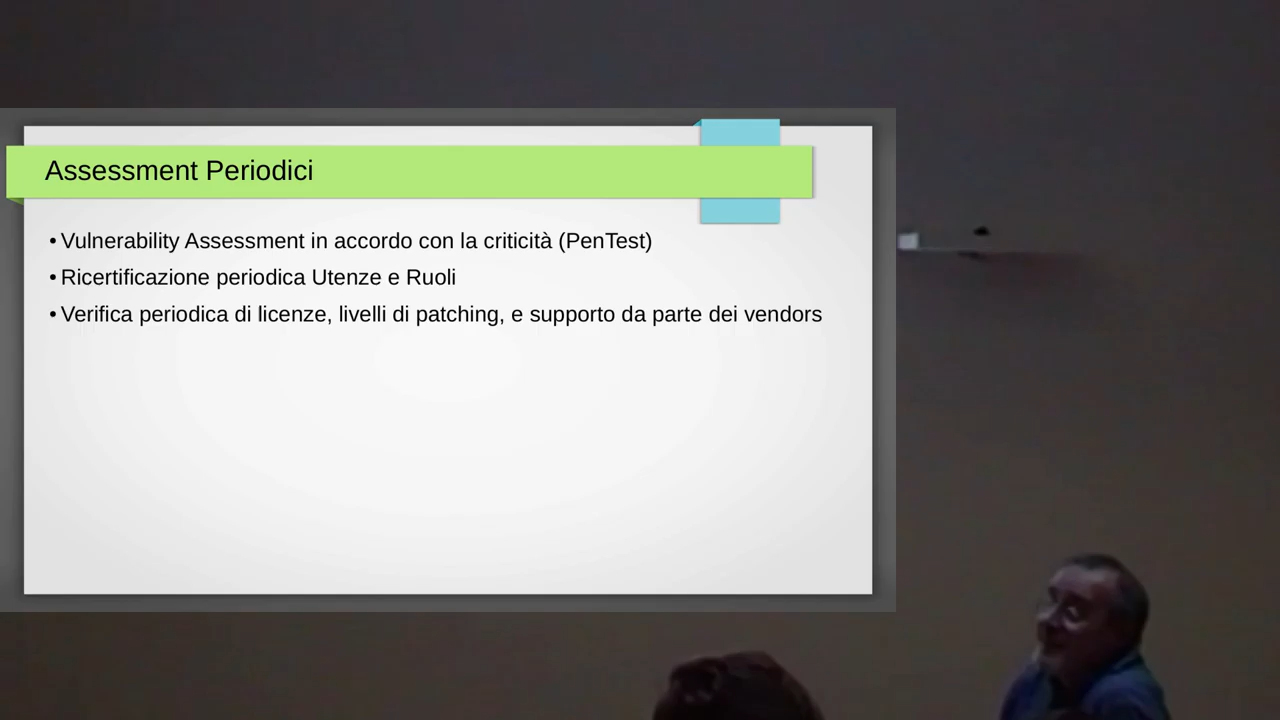 Assessment Periodici
• Vulnerability Assessment in accordo con la criticità (PenTest)
• Ricertificazione periodica Utenze e Ruoli
• Verifica periodica di licenze, livelli di patching, e supporto da parte dei vendors